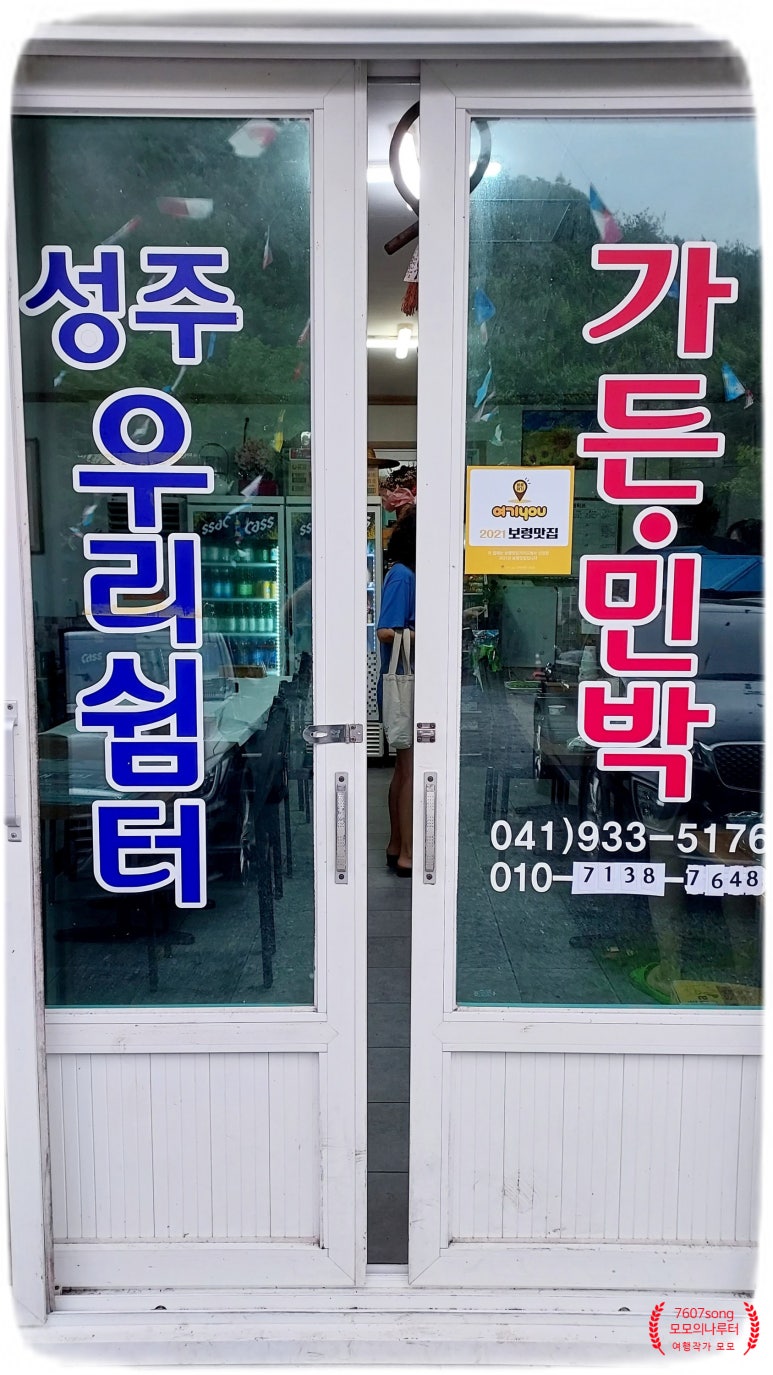 성주
우리쉼터
가든·민박
여기you
2021 보령맛집
041)933-5176
010-7138-7648
ssac
cass
Cass
7607song
모모의나루터
여행작가 모모